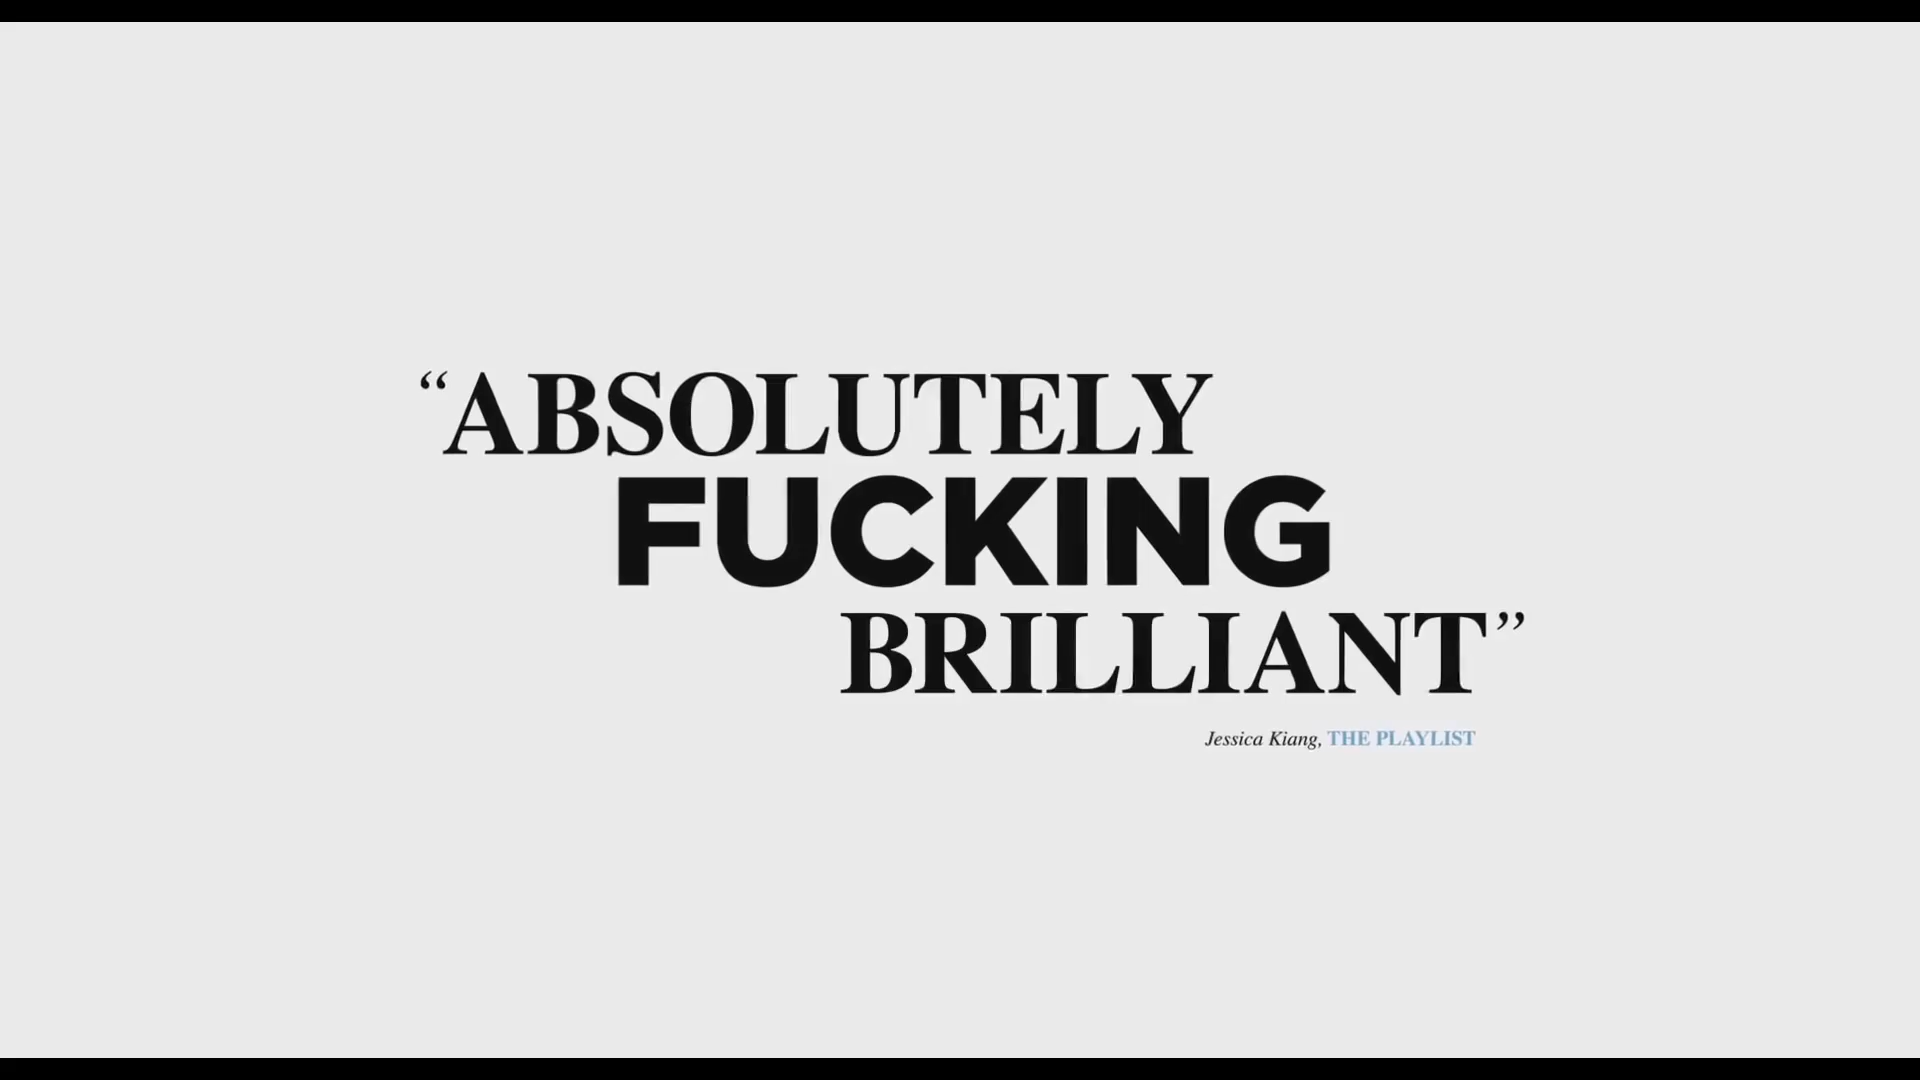 “ABSOLUTELY
FUCKING
BRILLIANT”
Jessica Kiang, THE PLAYLIST